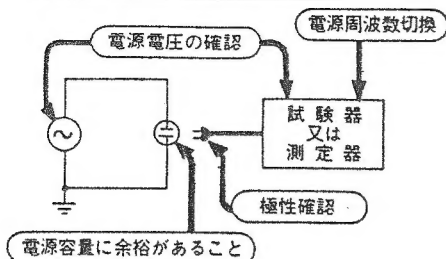 電源周波数切換
電源電圧の確認
試験器
又は
測定器
極性確認
電源容量に余裕があること